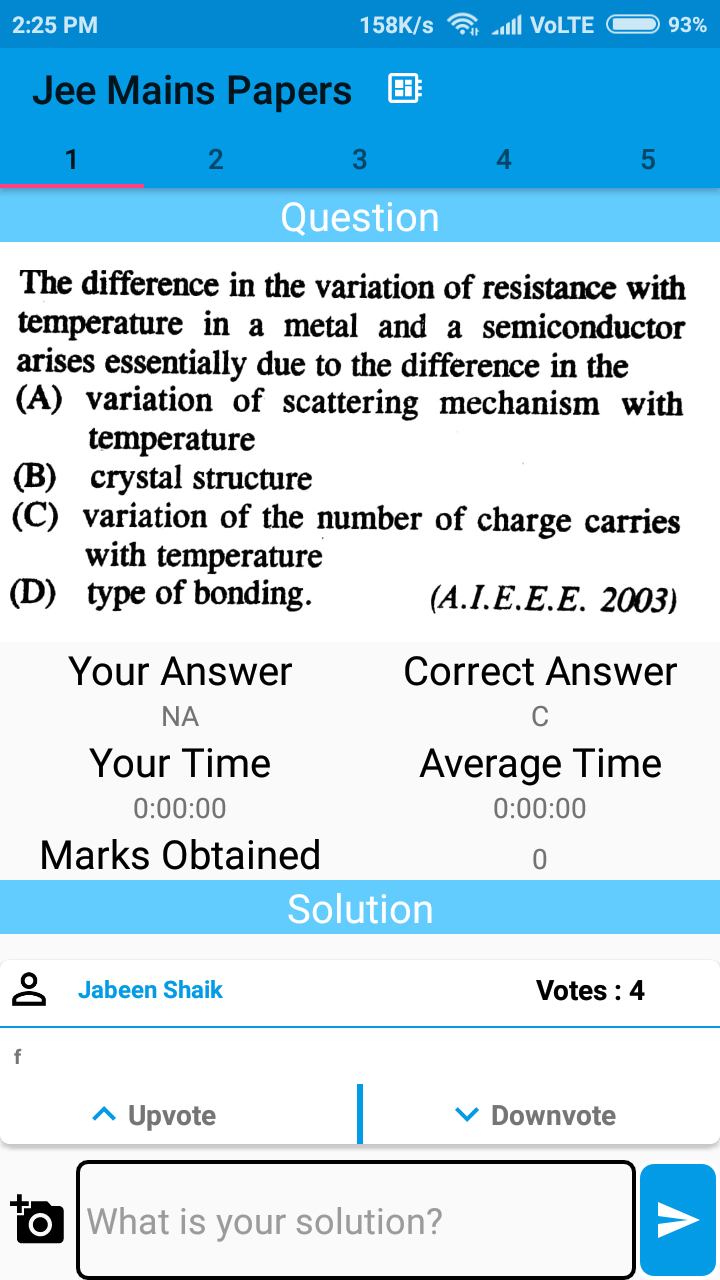 2:25 PM 158K/s VoLTE 93%
Jee Mains Papers
1 2 3 4 5
Question
The difference in the variation of resistance with
temperature in a metal and a semiconductor
arises essentially due to the difference in the
(A) variation of scattering mechanism with
temperature
(B) crystal structure
(C) variation of the number of charge carries
with temperature
(D) type of bonding. (A.I.E.E.E. 2003)
Your Answer Correct Answer
NA C
Your Time Average Time
0:00:00 0:00:00
Marks Obtained 0
Solution
Jabeen Shaik Votes : 4
f
Upvote Downvote
What is your solution?